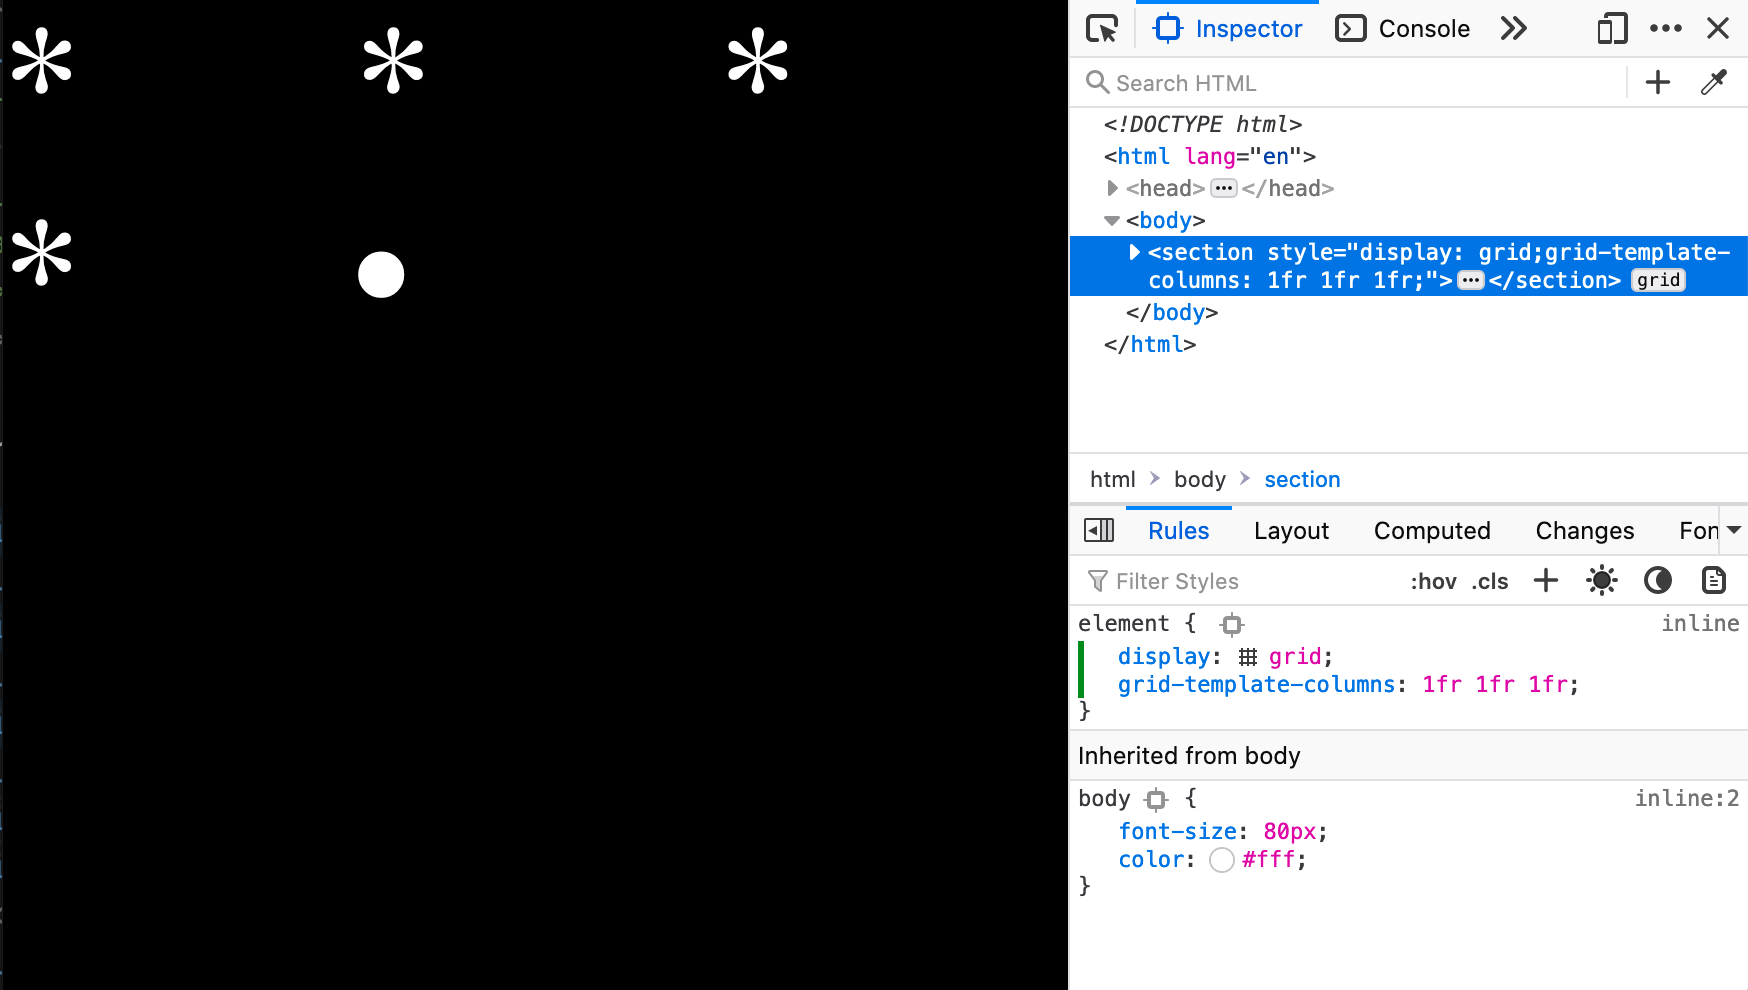 * * *
* ●
Inspector Console
Search HTML
<!DOCTYPE html>
<html lang="en">
<head>•••</head>
<body>
<section style="display: grid;grid-template-
columns: 1fr 1fr 1fr;">•••</section> grid
</body>
</html>
html > body > section
Rules Layout Computed Changes Fon
Filter Styles :hov .cls
element { inline
display: grid;
grid-template-columns: 1fr 1fr 1fr;
}
Inherited from body
body { inline:2
font-size: 80px;
color: #fff;
}